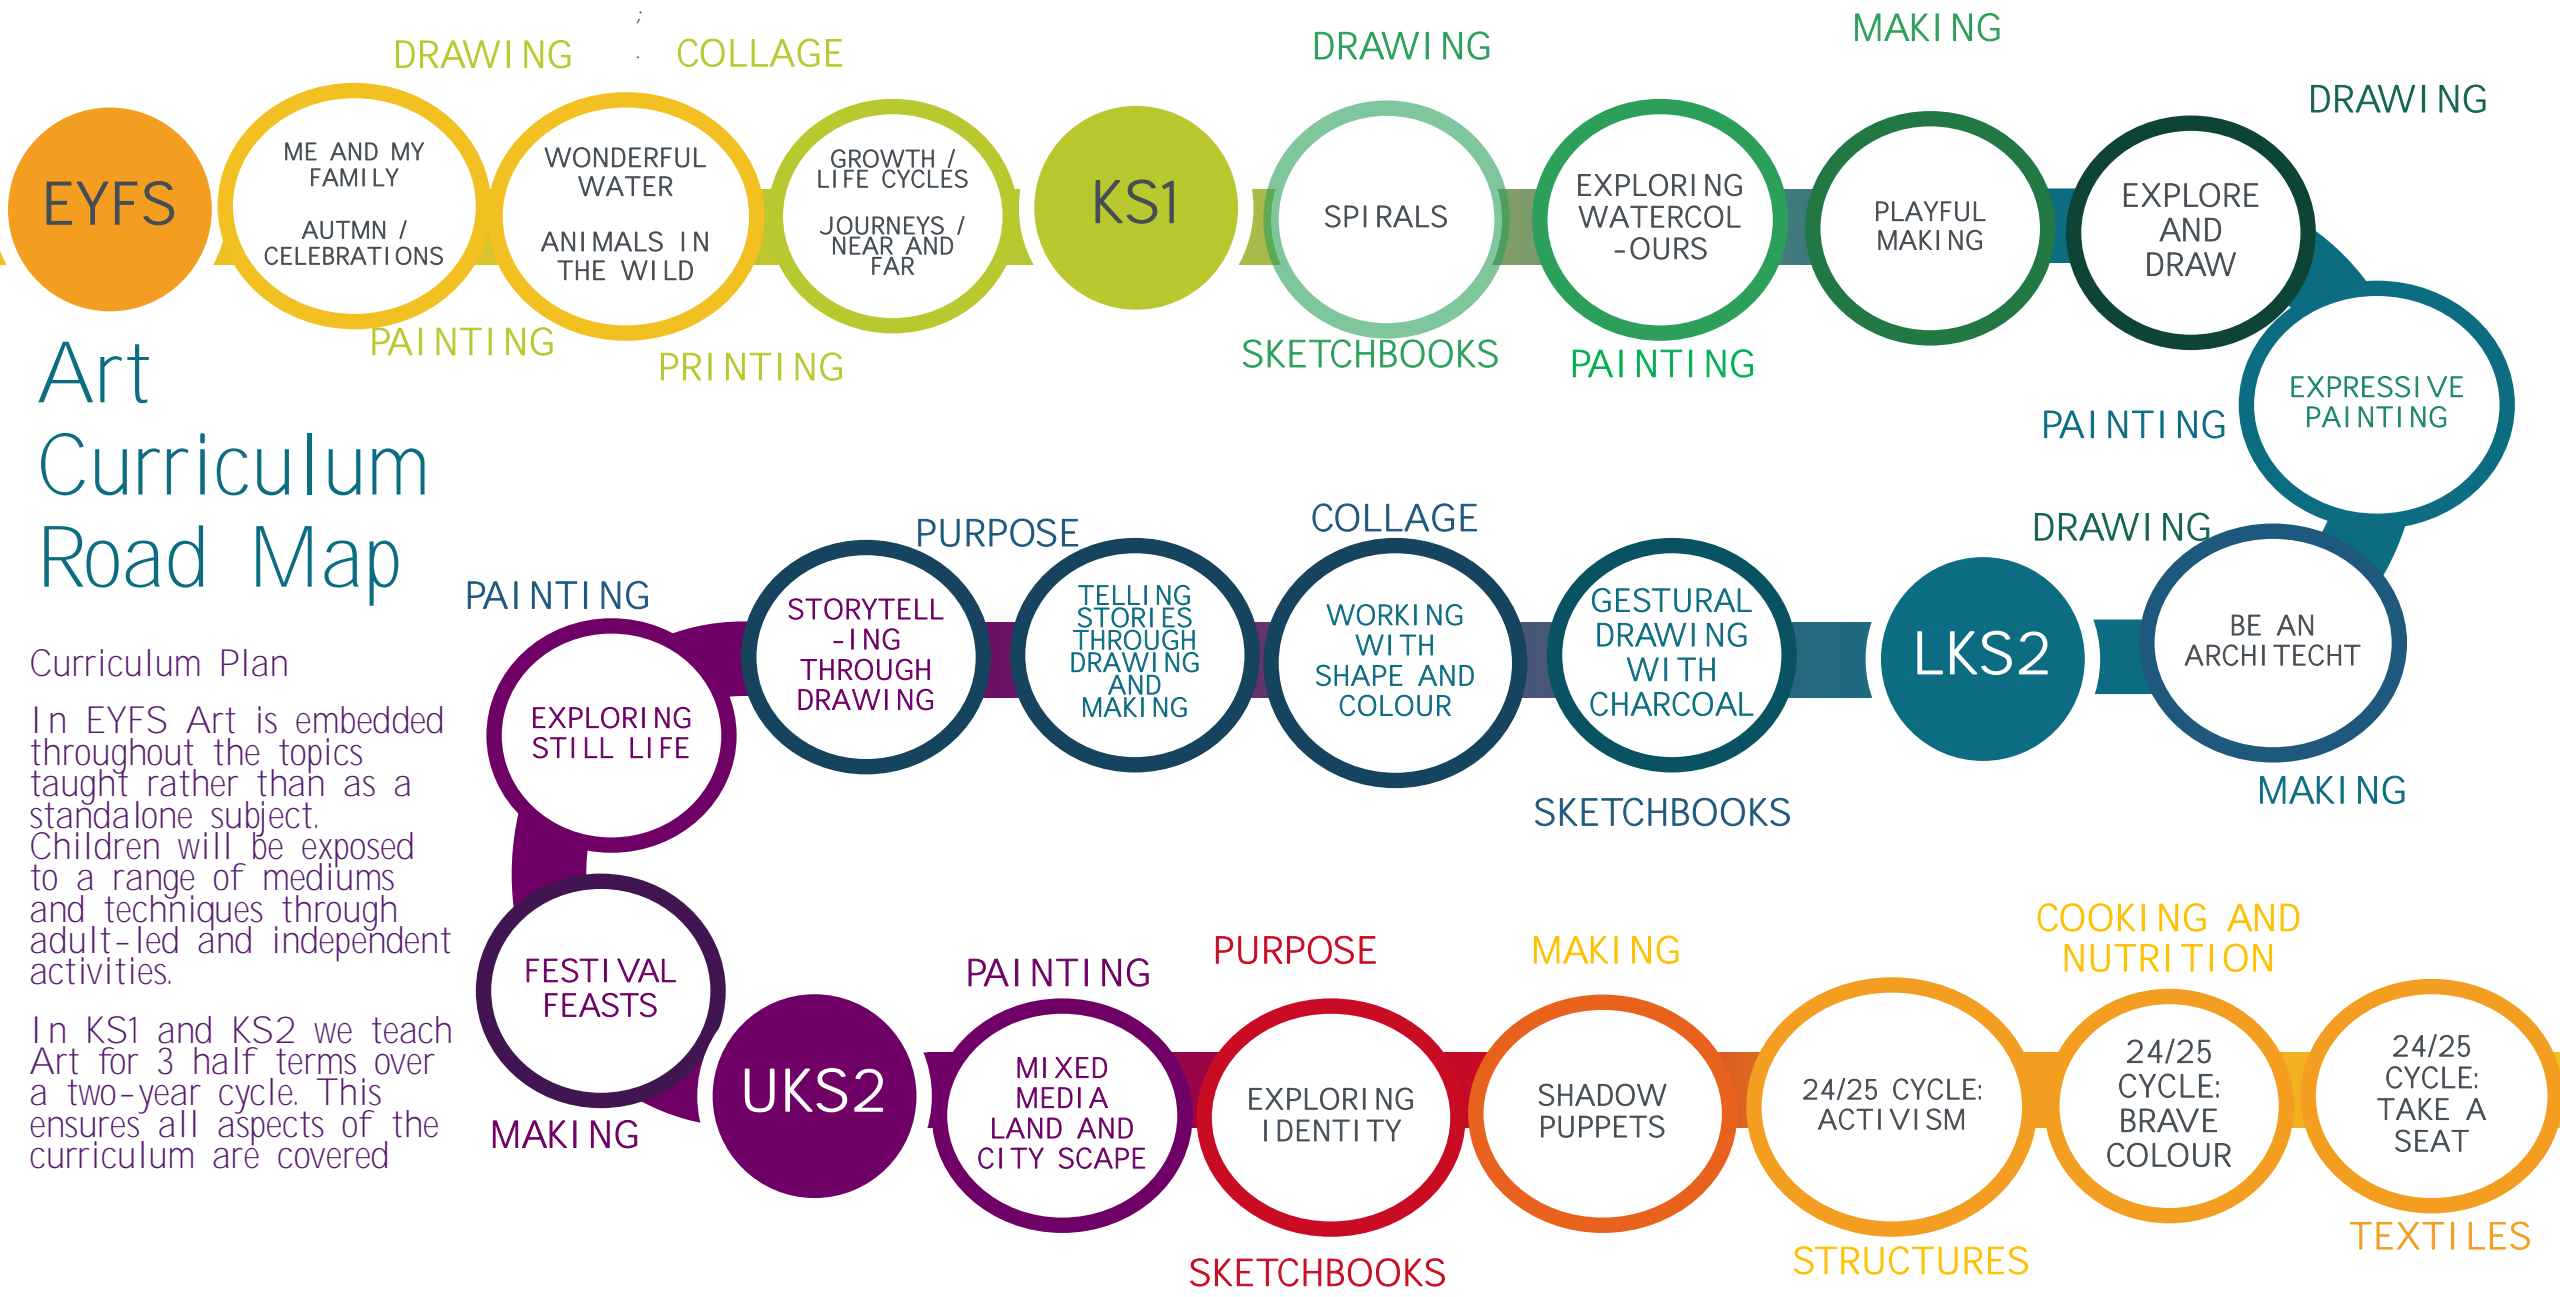 DRAWING
COLLAGE
DRAWING
MAKING
DRAWING
EYFS
ME AND MY
FAMILY
AUTMN /
CELEBRATIONS
WONDERFUL
WATER
ANIMALS IN
THE WILD
GROWTH /
LIFE CYCLES
JOURNEYS /
NEAR AND
FAR
KS1
SPIRALS
EXPLORING
WATERCOL
-OURS
PLAYFUL
MAKING
EXPLORE
AND
DRAW
PAINTING
PRINTING
SKETCHBOOKS
PAINTING
EXPRESSIVE
PAINTING
PAINTING
Art
Curriculum
Road Map
DRAWING
BE AN
ARCHITECHT
MAKING
LKS2
GESTURAL
DRAWING
WITH
CHARCOAL
SKETCHBOOKS
COLLAGE
WORKING
WITH
SHAPE AND
COLOUR
PURPOSE
TELLING
STORIES
THROUGH
DRAWING
AND
MAKING
STORYTELL
-ING
THROUGH
DRAWING
PAINTING
EXPLORING
STILL LIFE
FESTIVAL
FEASTS
MAKING
Curriculum Plan
In EYFS Art is embedded
throughout the topics
taught rather than as a
standalone subject.
Children will be exposed
to a range of mediums
and techniques through
adult-led and independent
activities.
In KS1 and KS2 we teach
Art for 3 half terms over
a two-year cycle. This
ensures all aspects of the
curriculum are covered
UKS2
PAINTING
MIXED
MEDIA
LAND AND
CITY SCAPE
PURPOSE
EXPLORING
IDENTITY
SKETCHBOOKS
MAKING
SHADOW
PUPPETS
24/25 CYCLE:
ACTIVISM
STRUCTURES
COOKING AND
NUTRITION
24/25
CYCLE:
BRAVE
COLOUR
24/25
CYCLE:
TAKE A
SEAT
TEXTILES